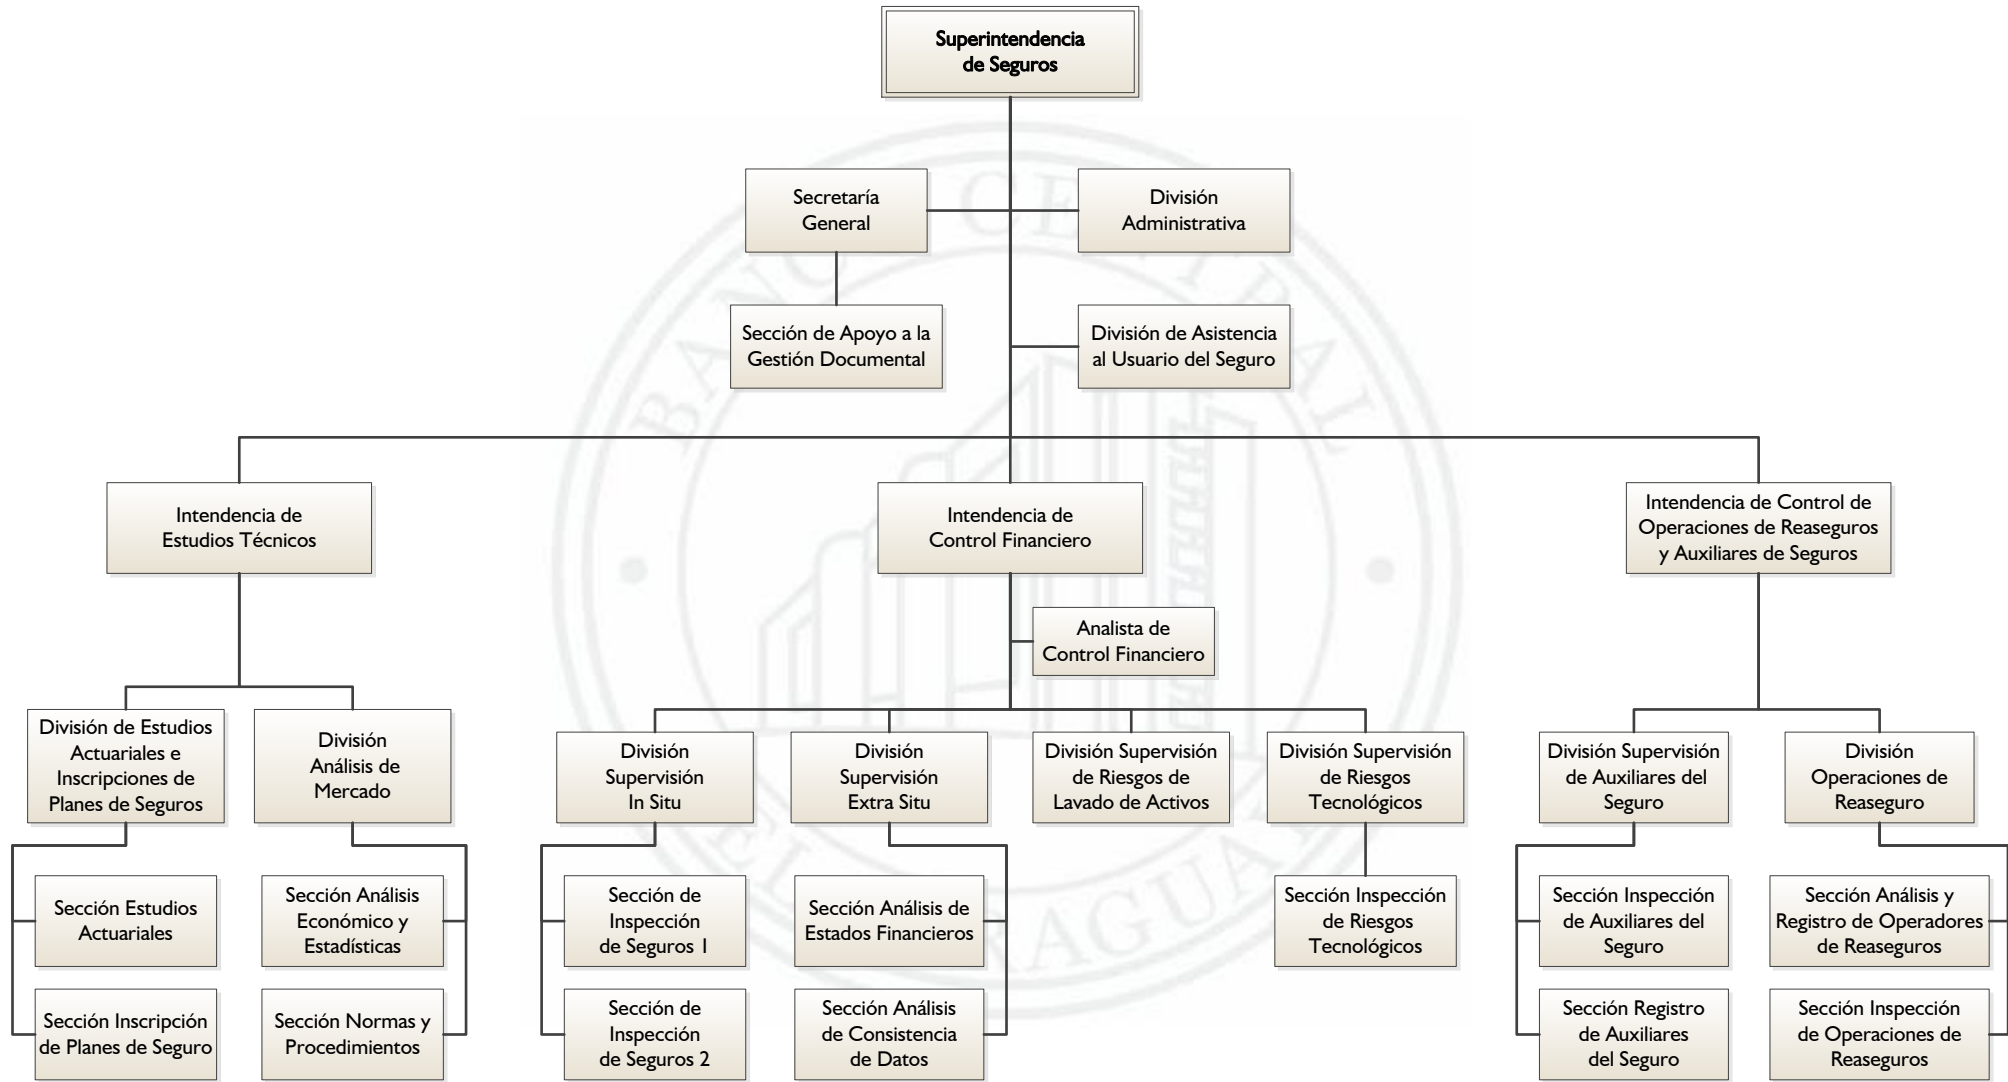 Superintendencia
de Seguros
Secretaría
General
División
Administrativa
Sección de Apoyo a la
Gestión Documental
División de Asistencia
al Usuario del Seguro
Intendencia de
Estudios Técnicos
Intendencia de
Control Financiero
Intendencia de Control de
Operaciones de Reaseguros
y Auxiliares de Seguros
Analista de
Control Financiero
División de Estudios
Actuariales e
Inscripciones de
Planes de Seguros
División
Análisis de
Mercado
División
Supervisión
In Situ
División
Supervisión
Extra Situ
División Supervisión
de Riesgos de
Lavado de Activos
División Supervisión
de Riesgos
Tecnológicos
División Supervisión
de Auxiliares del
Seguro
División
Operaciones de
Reaseguro
Sección Estudios
Actuariales
Sección Análisis
Económico y
Estadísticas
Sección de
Inspección
de Seguros 1
Sección Análisis de
Estados Financieros
Sección Inspección
de Riesgos
Tecnológicos
Sección Inspección
de Auxiliares del
Seguro
Sección Análisis y
Registro de Operadores
de Reaseguros
Sección Inscripción
de Planes de Seguro
Sección Normas y
Procedimientos
Sección de
Inspección
de Seguros 2
Sección Análisis
de Consistencia
de Datos
Sección Registro
de Auxiliares
del Seguro
Sección Inspección
de Operaciones de
Reaseguros